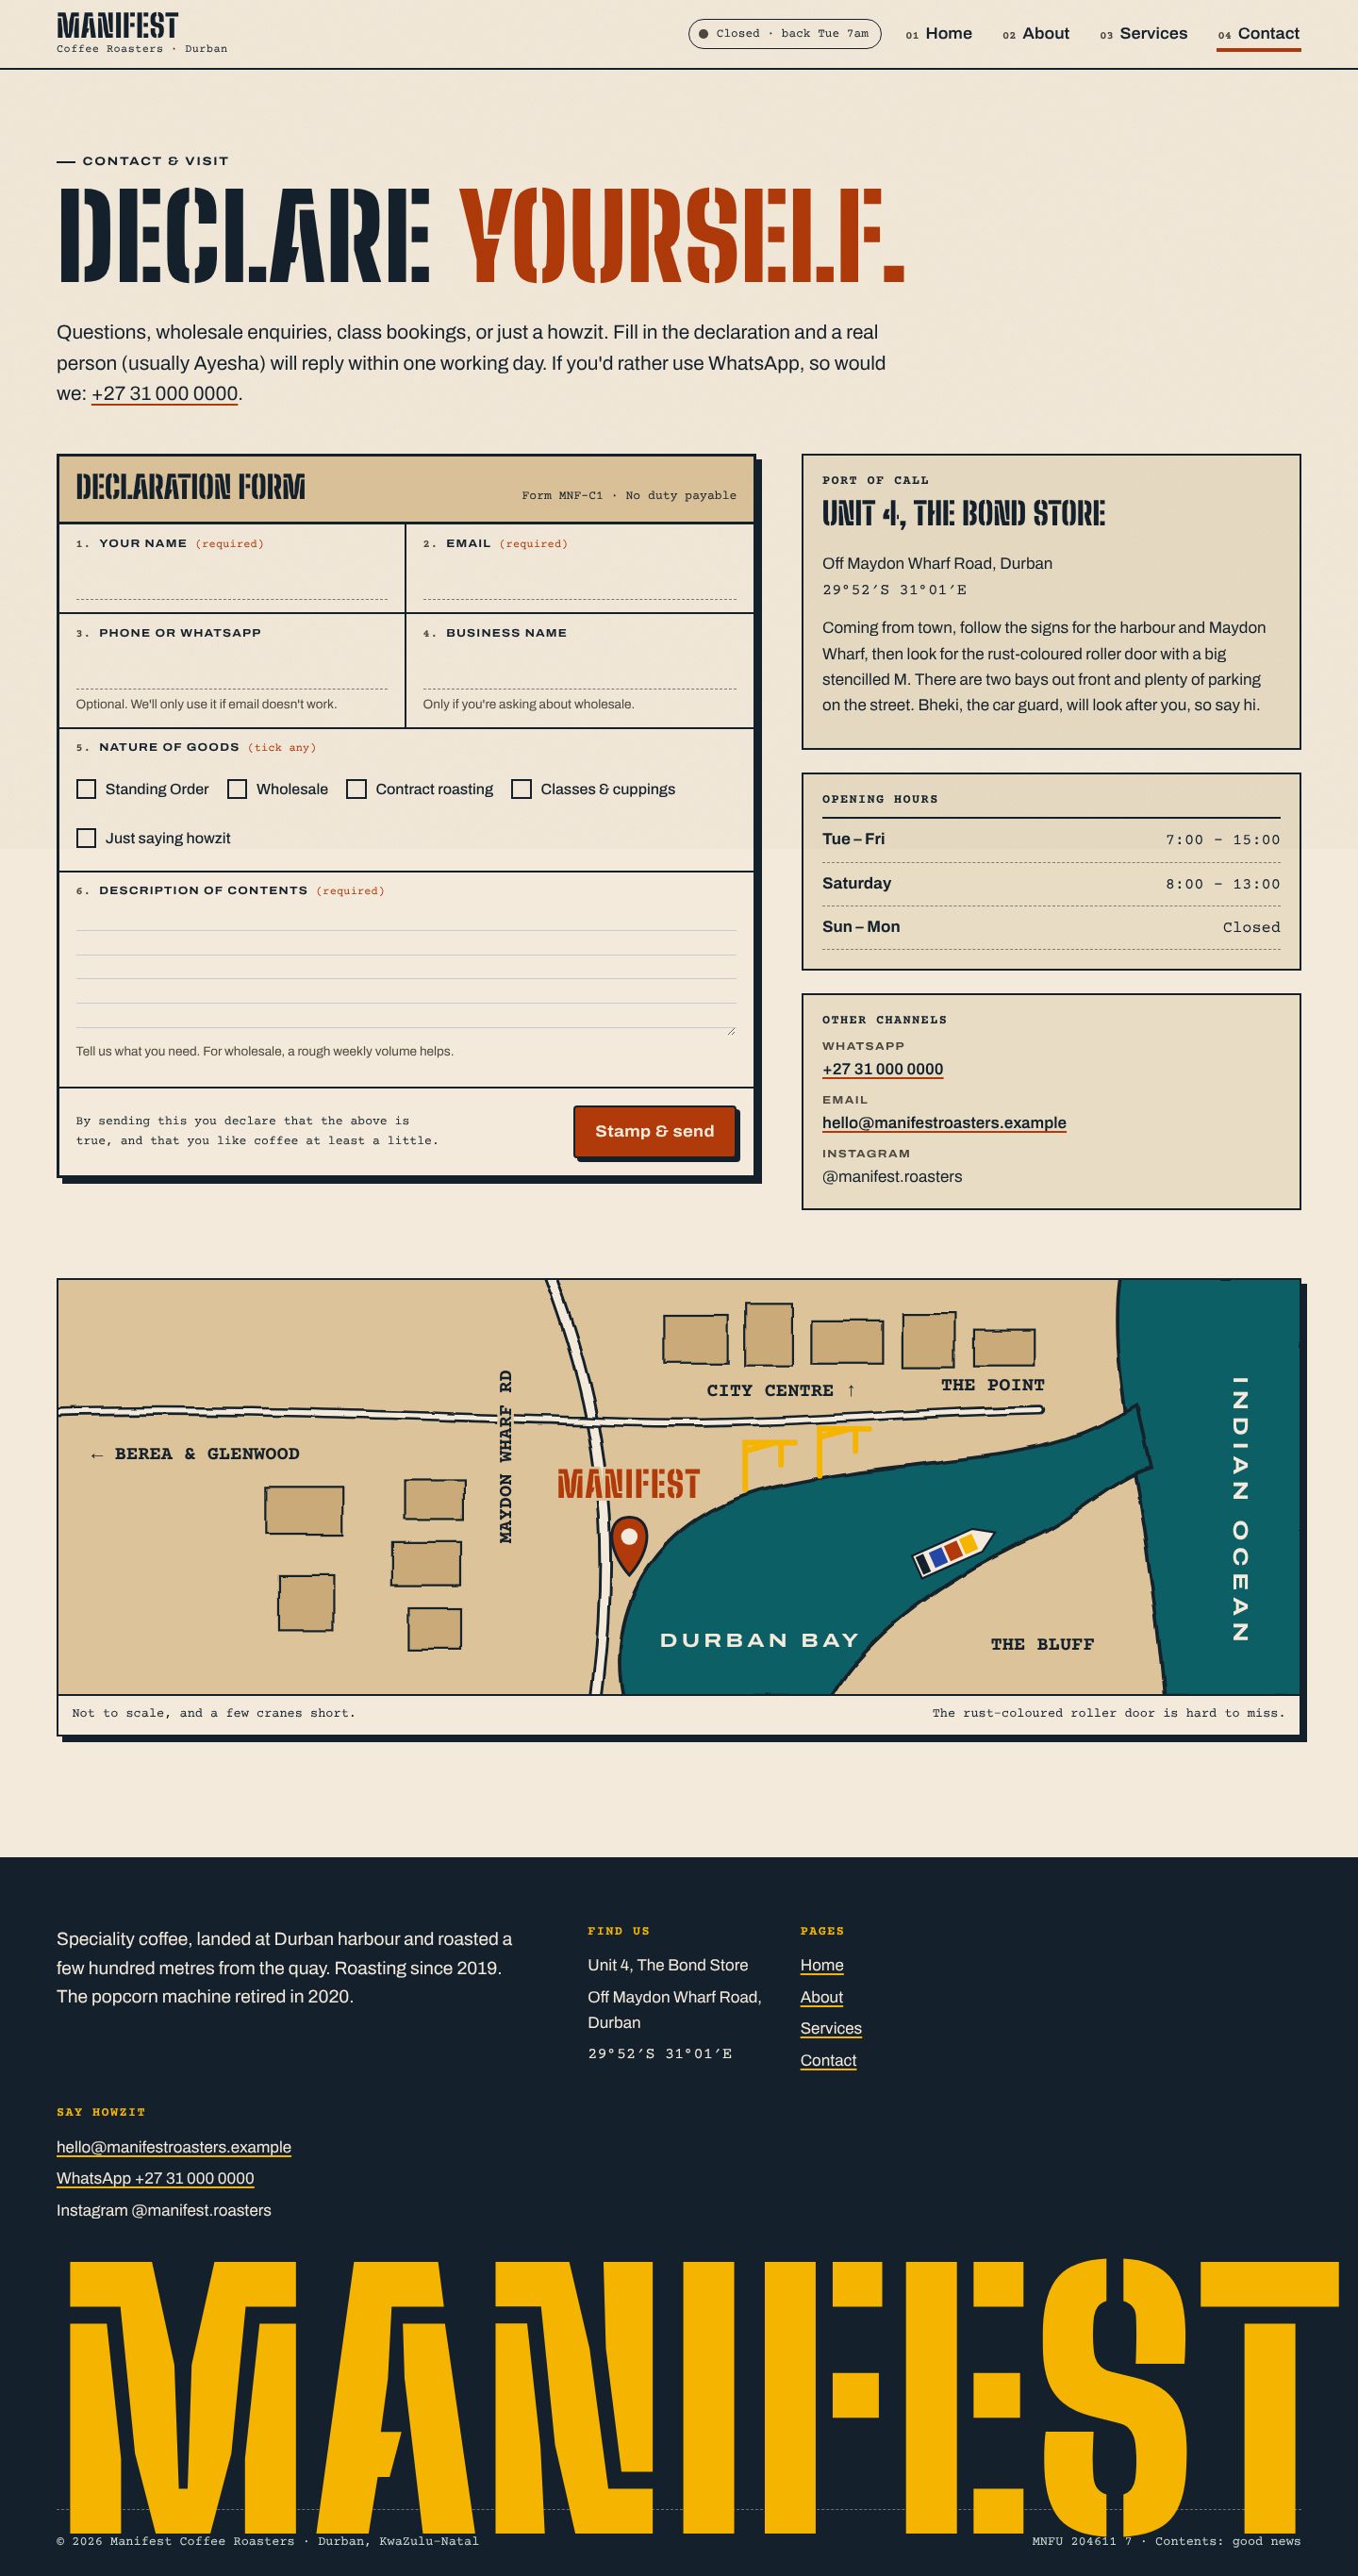 MANIFEST
Coffee Roasters · Durban
Closed · back Tue 7am
01 Home
02 About
03 Services
04 Contact
— CONTACT & VISIT
DECLARE YOURSELF.
Questions, wholesale enquiries, class bookings, or just a howzit. Fill in the declaration and a real
person (usually Ayesha) will reply within one working day. If you'd rather use WhatsApp, so would
we: +27 31 000 0000.
DECLARATION FORM
Form MNF-C1 · No duty payable
1. YOUR NAME (required)
2. EMAIL (required)
3. PHONE OR WHATSAPP
Optional. We'll only use it if email doesn't work.
4. BUSINESS NAME
Only if you're asking about wholesale.
5. NATURE OF GOODS (tick any)
Standing Order
Wholesale
Contract roasting
Classes & cuppings
Just saying howzit
6. DESCRIPTION OF CONTENTS (required)
Tell us what you need. For wholesale, a rough weekly volume helps.
By sending this you declare that the above is
true, and that you like coffee at least a little.
Stamp & send
PORT OF CALL
UNIT 4, THE BOND STORE
Off Maydon Wharf Road, Durban
29°52′S 31°01′E
Coming from town, follow the signs for the harbour and Maydon
Wharf, then look for the rust-coloured roller door with a big
stencilled M. There are two bays out front and plenty of parking
on the street. Bheki, the car guard, will look after you, so say hi.
OPENING HOURS
Tue – Fri 7:00 – 15:00
Saturday 8:00 – 13:00
Sun – Mon Closed
OTHER CHANNELS
WHATSAPP
+27 31 000 0000
EMAIL
hello@manifestroasters.example
INSTAGRAM
@manifest.roasters
CITY CENTRE ↑
THE POINT
← BEREA & GLENWOOD
MAYDON WHARF RD
MANIFEST
DURBAN BAY
THE BLUFF
INDIAN OCEAN
Not to scale, and a few cranes short.
The rust-coloured roller door is hard to miss.
Speciality coffee, landed at Durban harbour and roasted a
few hundred metres from the quay. Roasting since 2019.
The popcorn machine retired in 2020.
FIND US
Unit 4, The Bond Store
Off Maydon Wharf Road,
Durban
29°52′S 31°01′E
PAGES
Home
About
Services
Contact
SAY HOWZIT
hello@manifestroasters.example
WhatsApp +27 31 000 0000
Instagram @manifest.roasters
MANIFEST
© 2026 Manifest Coffee Roasters · Durban, KwaZulu-Natal
MNFU 204611 7 · Contents: good news